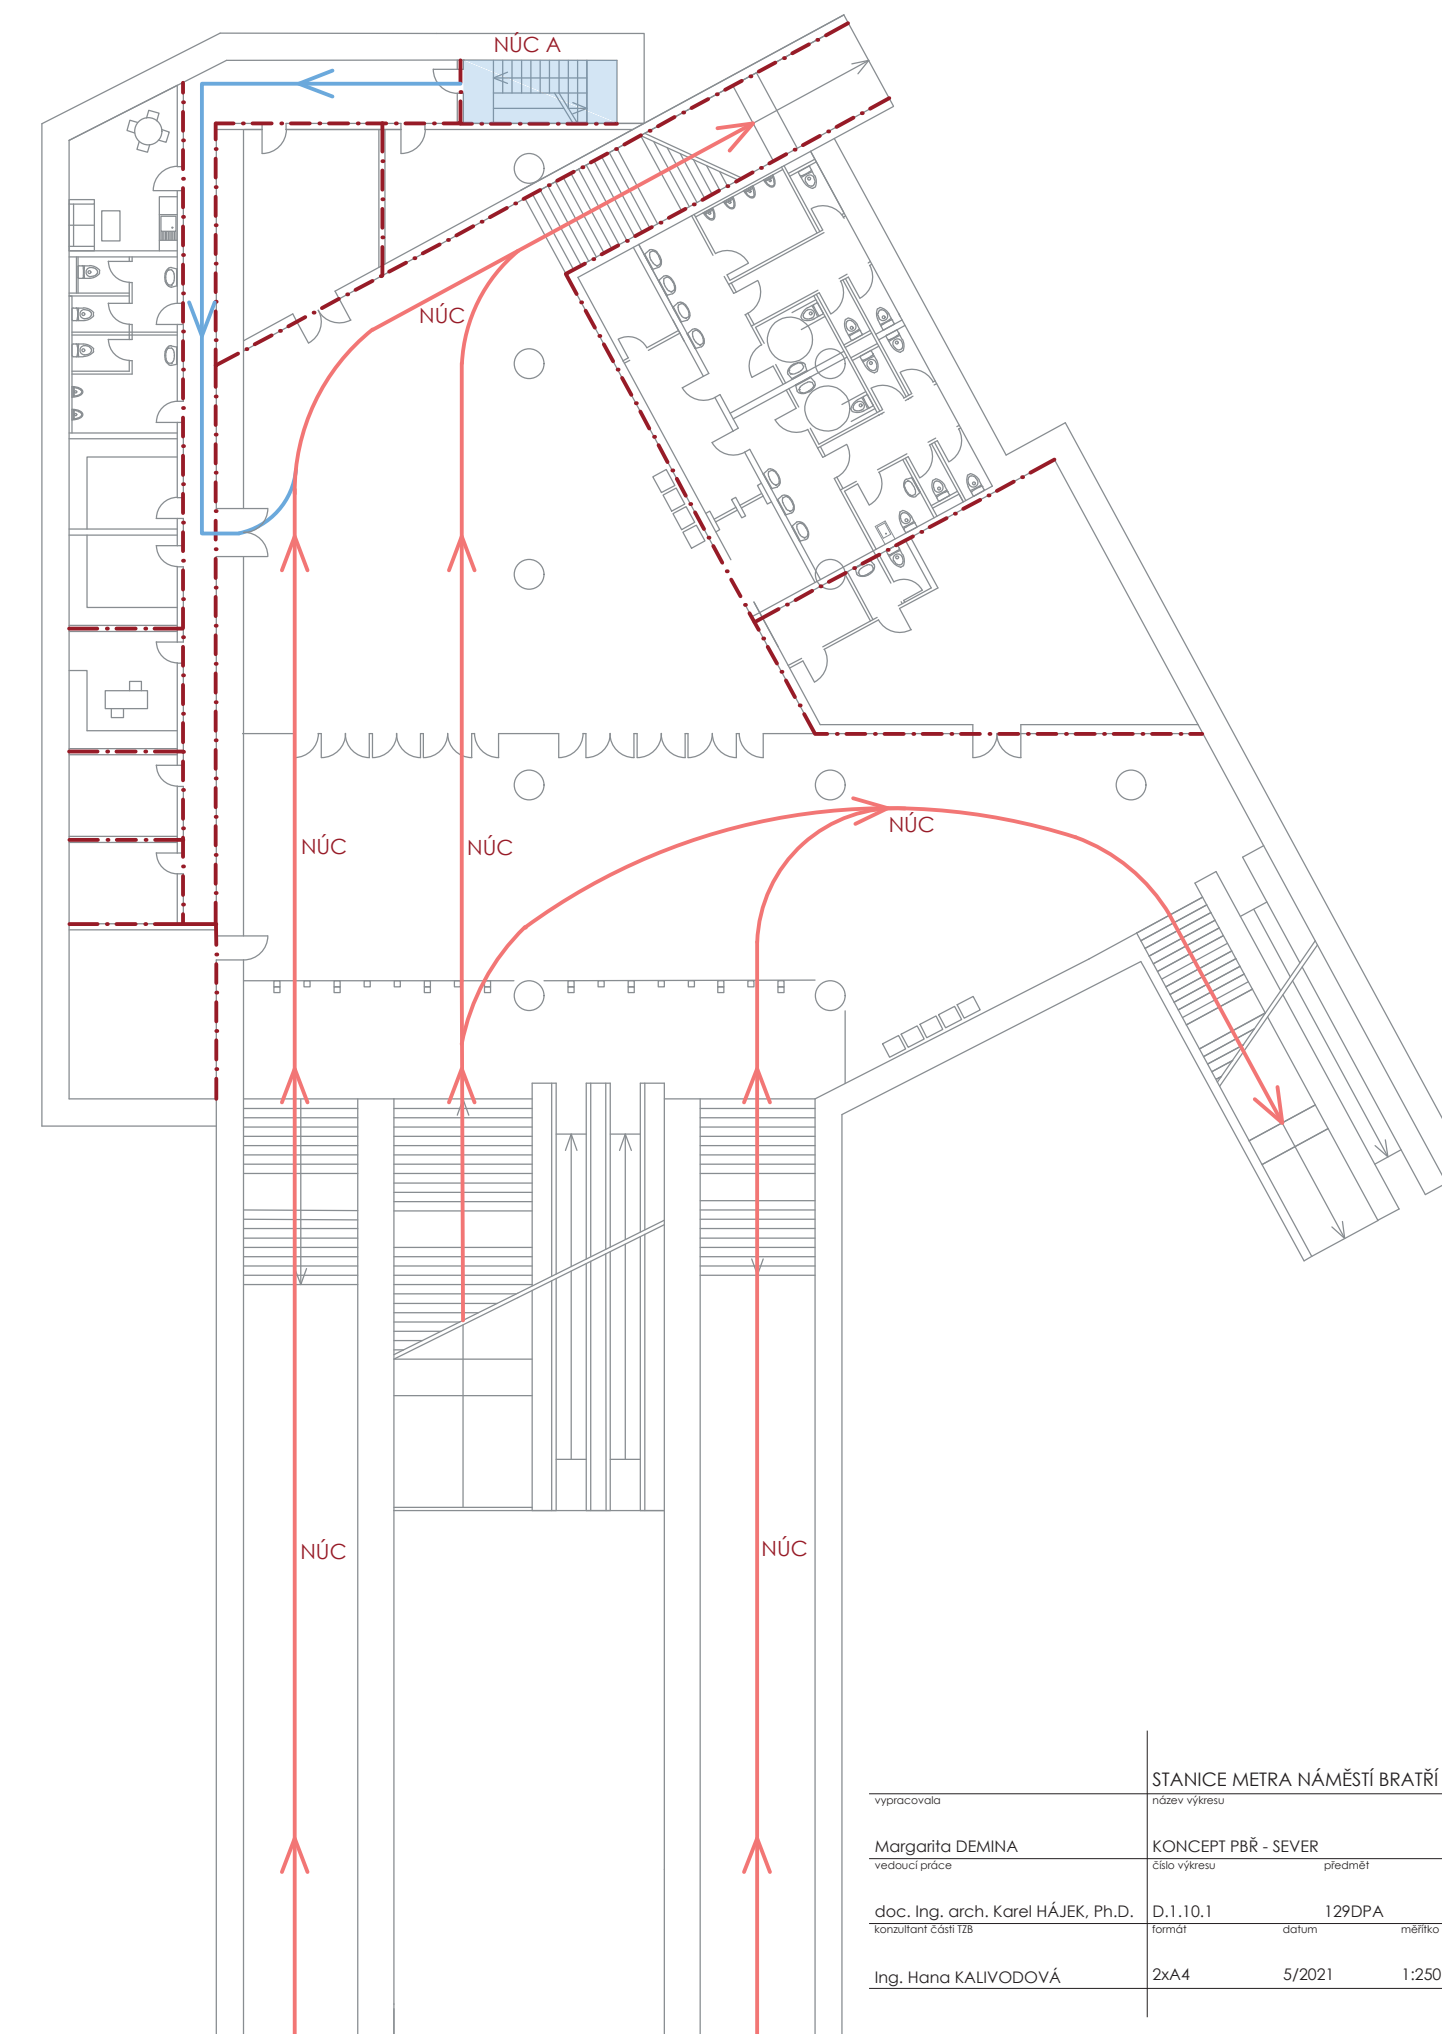 NÚC A
NÚC
NÚC
NÚC
NÚC
NÚC
NÚC
STANICE METRA NÁMĚSTÍ BRATŘÍ
vypracovala
název výkresu
Margarita DEMINA
KONCEPT PBŘ - SEVER
vedoucí práce
číslo výkresu
předmět
doc. Ing. arch. Karel HÁJEK, Ph.D.
D.1.10.1
129DPA
konzultant části TZB
formát
datum
měřítko
Ing. Hana KALIVODOVÁ
2xA4
5/2021
1:250